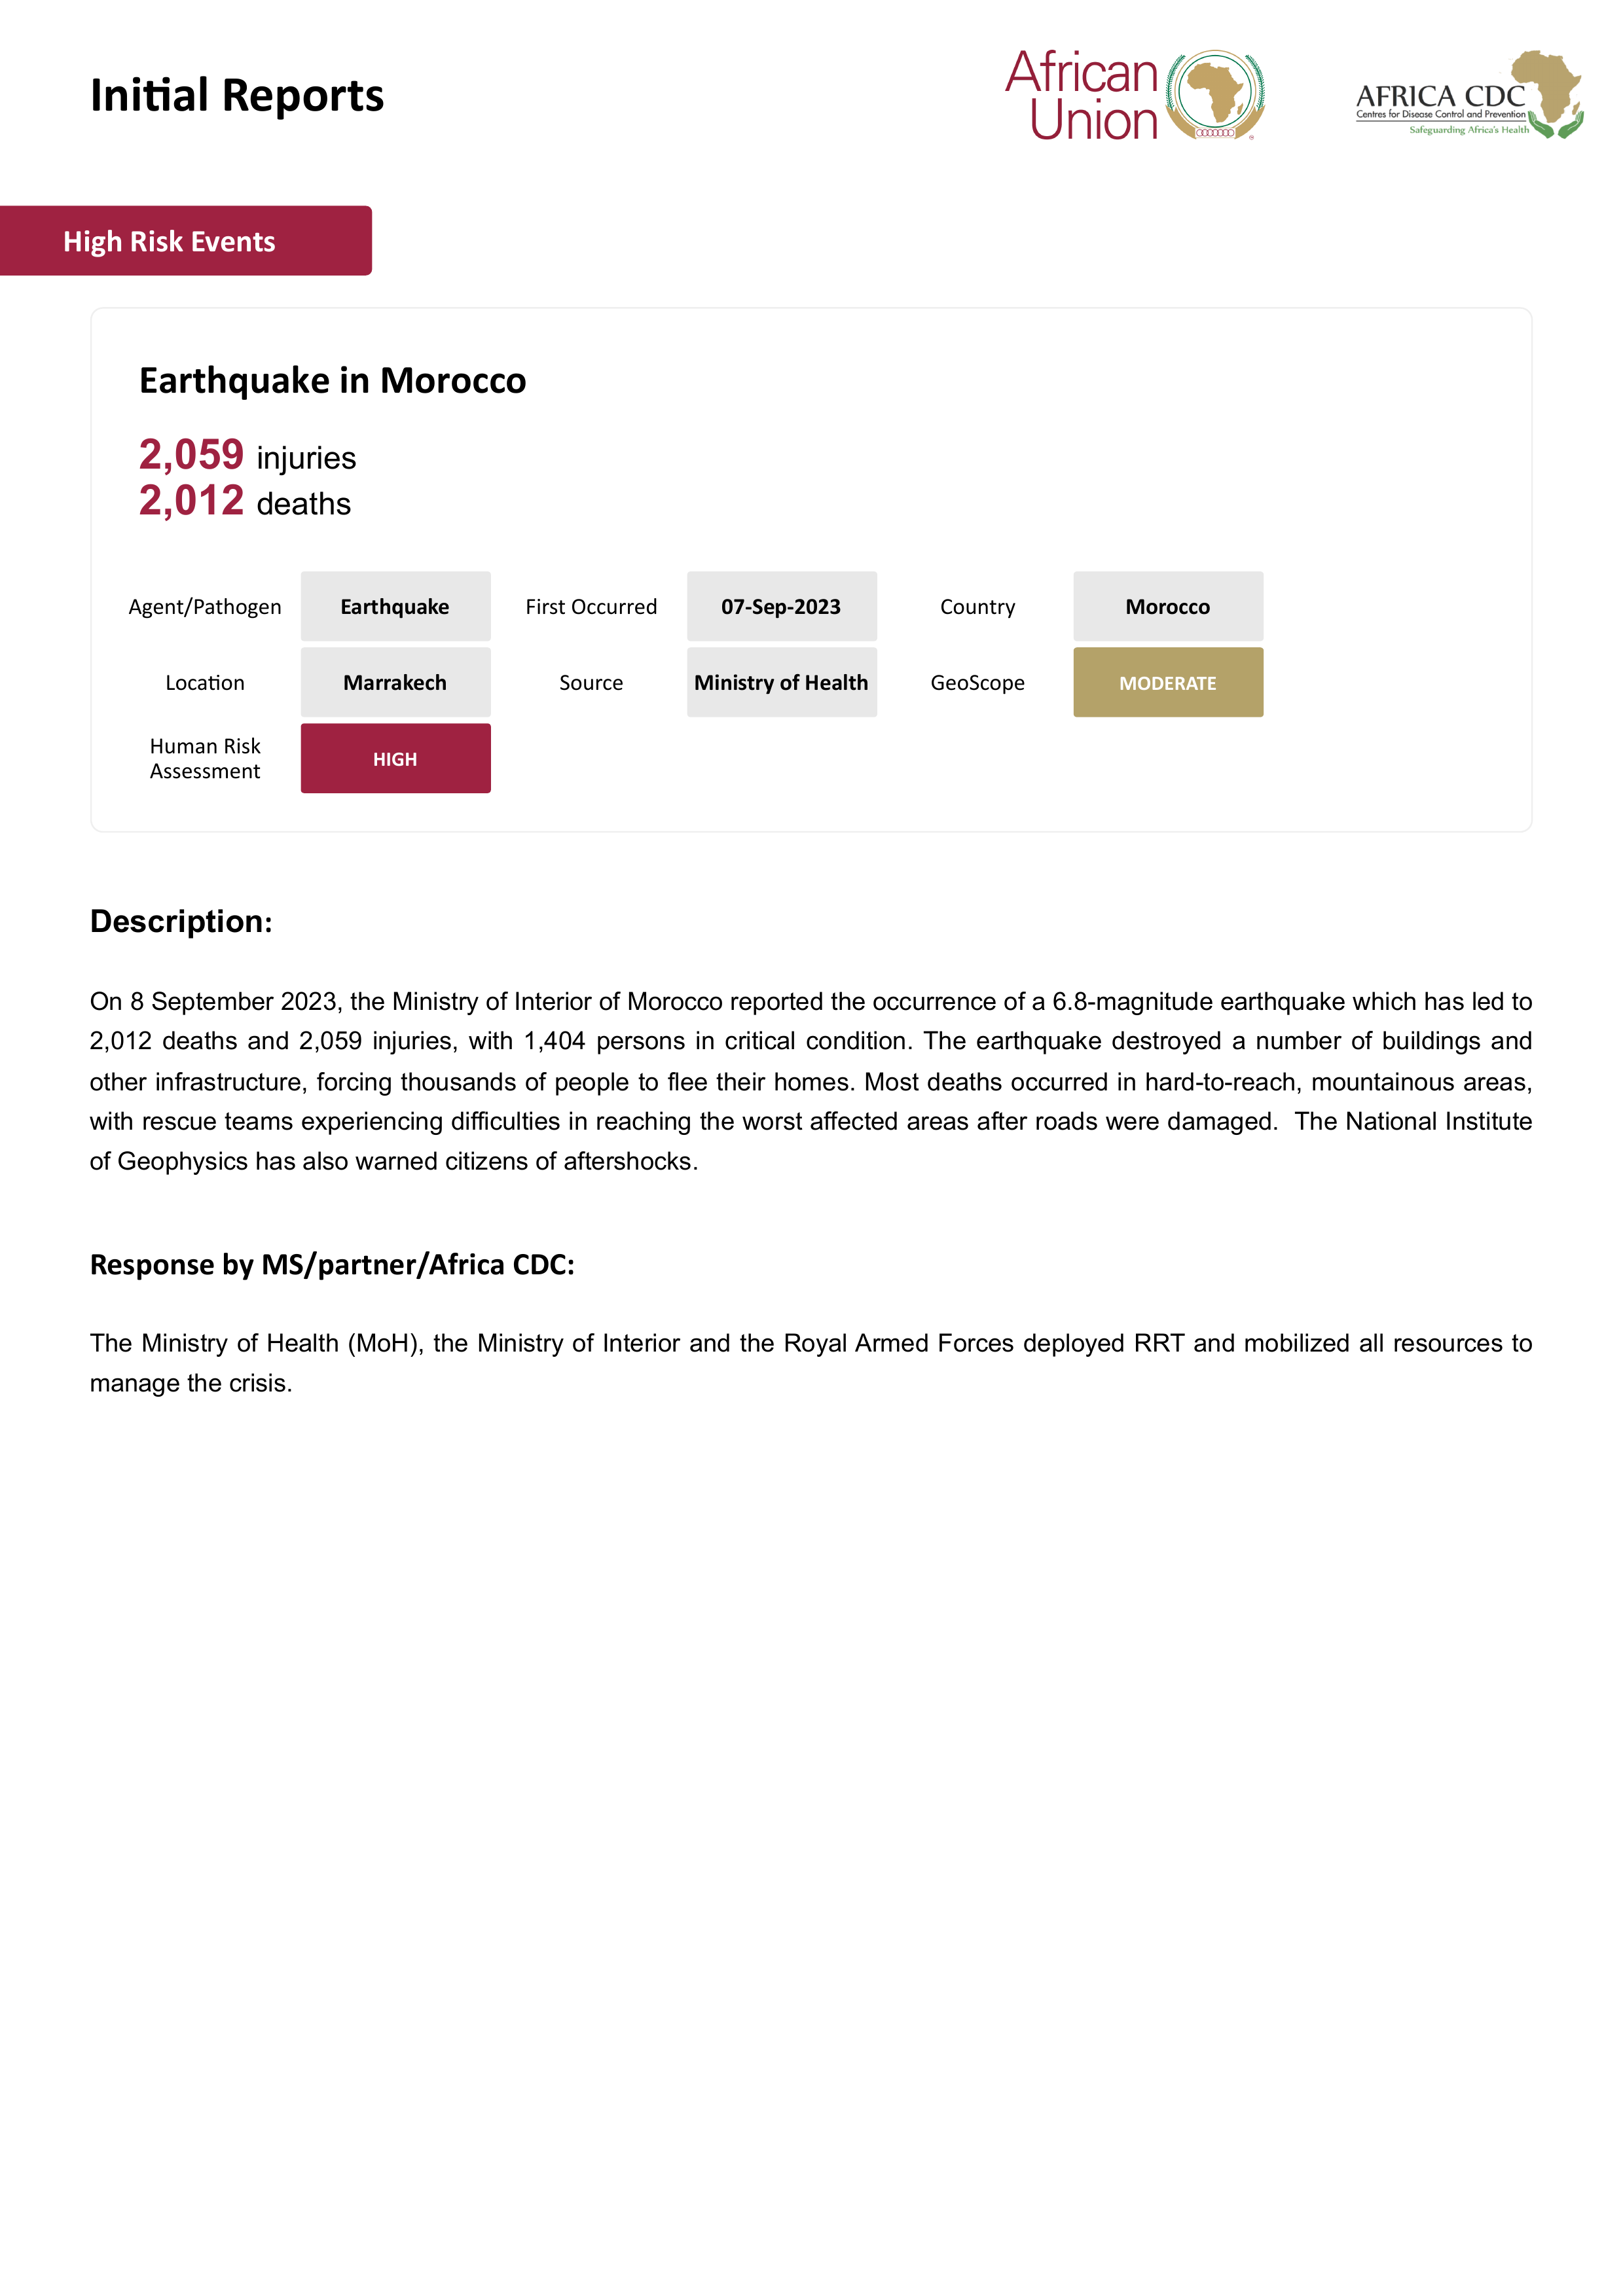 Initial Reports
African
Union
AFRICA CDC
Centres for Disease Control and Prevention
Safeguarding Africa's Health
High Risk Events
Earthquake in Morocco
2,059 injuries
2,012 deaths
Agent/Pathogen Earthquake First Occurred 07-Sep-2023 Country Morocco
Location Marrakech Source Ministry of Health GeoScope MODERATE
Human Risk
Assessment HIGH
Description:
On 8 September 2023, the Ministry of Interior of Morocco reported the occurrence of a 6.8-magnitude earthquake which has led to
2,012 deaths and 2,059 injuries, with 1,404 persons in critical condition. The earthquake destroyed a number of buildings and
other infrastructure, forcing thousands of people to flee their homes. Most deaths occurred in hard-to-reach, mountainous areas,
with rescue teams experiencing difficulties in reaching the worst affected areas after roads were damaged.  The National Institute
of Geophysics has also warned citizens of aftershocks.
Response by MS/partner/Africa CDC:
The Ministry of Health (MoH), the Ministry of Interior and the Royal Armed Forces deployed RRT and mobilized all resources to
manage the crisis.